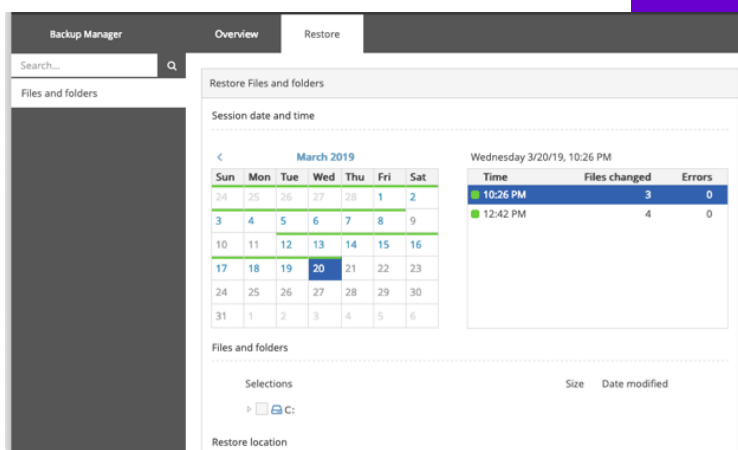 Backup Manager
Overview
Restore
Search...
Files and folders
Restore Files and folders
Session date and time
< March 2019
Sun Mon Tue Wed Thu Fri Sat
24 25 26 27 28 1 2
3 4 5 6 7 8 9
10 11 12 13 14 15 16
17 18 19 20 21 22 23
24 25 26 27 28 29 30
31 1 2 3 4 5 6
Wednesday 3/20/19, 10:26 PM
Time Files changed Errors
10:26 PM 3 0
12:42 PM 4 0
Files and folders
Selections Size Date modified
C:
Restore location